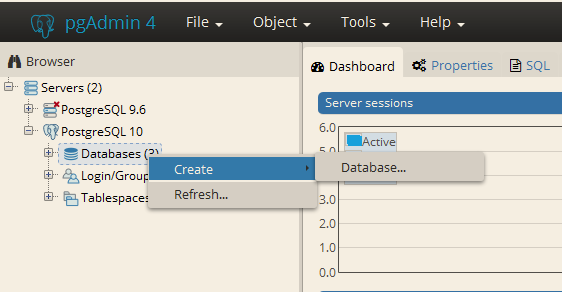 pgAdmin 4 File Object Tools Help
Browser
Dashboard Properties SQL
Servers (2)
Server sessions
PostgreSQL 9.6
PostgreSQL 10
Databases (3)
Login/Group
Tablespaces
Create
Database...
Refresh...
6.0
Active
5.0
4.0
3.0
2.0
1.0
0.0